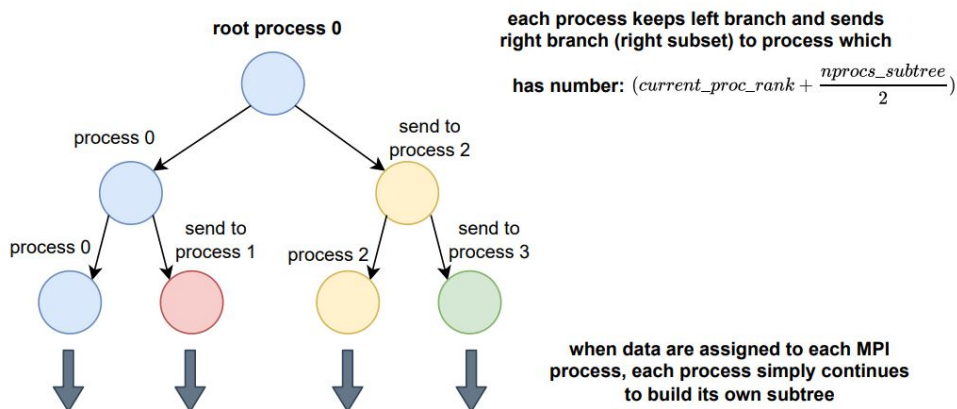 root process 0
each process keeps left branch and sends
right branch (right subset) to process which
has number: (current_proc_rank + nprocs_subtree / 2)
process 0
send to
process 2
process 0
send to
process 1
process 2
send to
process 3
when data are assigned to each MPI
process, each process simply continues
to build its own subtree